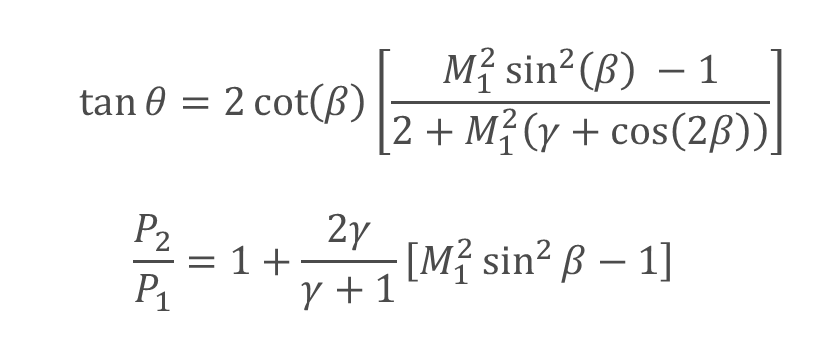 tan θ = 2 cot(β) [ (M₁² sin²(β) − 1) / (2 + M₁²(γ + cos(2β))) ]
P₂/P₁ = 1 + 2γ/(γ + 1) [M₁² sin² β − 1]